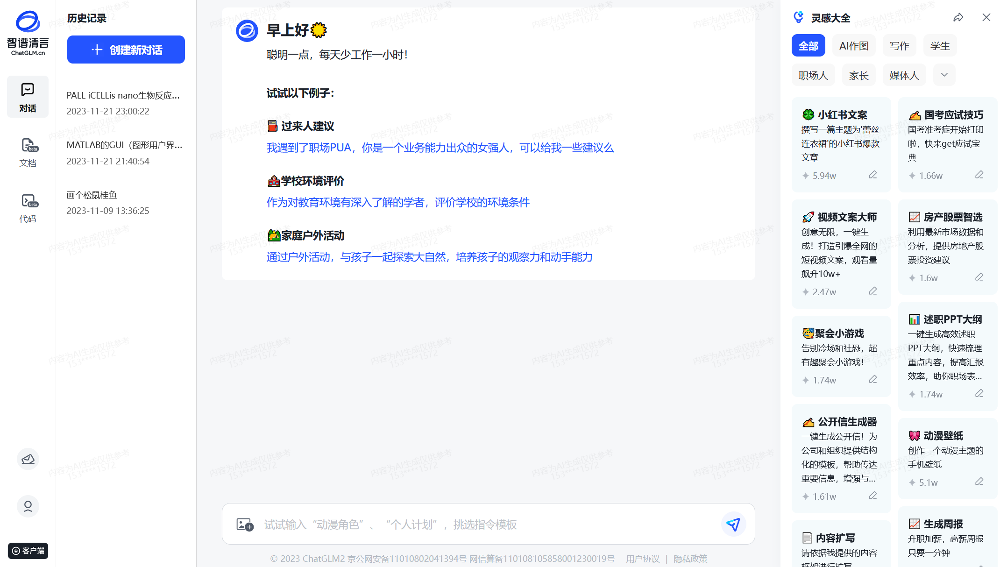 智谱清言
ChatGLM.cn
对话
beta
文档
beta
代码
客户端
历史记录
创建新对话
PALL iCELLis nano生物反应...
2023-11-21 23:00:22
MATLAB的GUI（图形用户界...
2023-11-21 21:40:54
画个松鼠桂鱼
2023-11-09 13:36:25
早上好
聪明一点，每天少工作一小时！
试试以下例子：
过来人建议
我遇到了职场PUA，你是一个业务能力出众的女强人，可以给我一些建议么
学校环境评价
作为对教育环境有深入了解的学者，评价学校的环境条件
家庭户外活动
通过户外活动，与孩子一起探索大自然，培养孩子的观察力和动手能力
试试输入“动漫角色”、“个人计划”，挑选指令模板
© 2023 ChatGLM2 京公网安备11010802041394号 网信算备110108105858001230019号 用户协议 | 隐私政策
灵感大全
全部 AI作图 写作 学生
职场人 家长 媒体人
小红书文案
撰写一篇主题为'蕾丝
连衣裙'的小红书爆款
文章
5.94w
视频文案大师
创意无限，一键生
成！打造引爆全网的
短视频文案，观看量
飙升10w+
2.47w
聚会小游戏
告别冷场和社恐，超
有趣聚会小游戏！
1.74w
公开信生成器
一键生成公开信！为
公司和组织提供结构
化的模板，帮助传达
重要信息，增强与...
1.61w
内容扩写
请依据我提供的内容
框架进行扩写
国考应试技巧
国考准考症开始打印
啦，快来get应试宝
典
1.66w
房产股票智选
利用最新市场数据和
分析，提供房地产股
票投资建议
1.6w
述职PPT大纲
一键生成高效述职
PPT大纲，快速梳理
重点内容，提高汇报
效率，助你职场表...
1.74w
动漫壁纸
创作一个动漫主题的
手机壁纸
5.1w
生成周报
升职加薪，高薪周报
只要一分钟
内容为AI生成仅供参考
153****1572